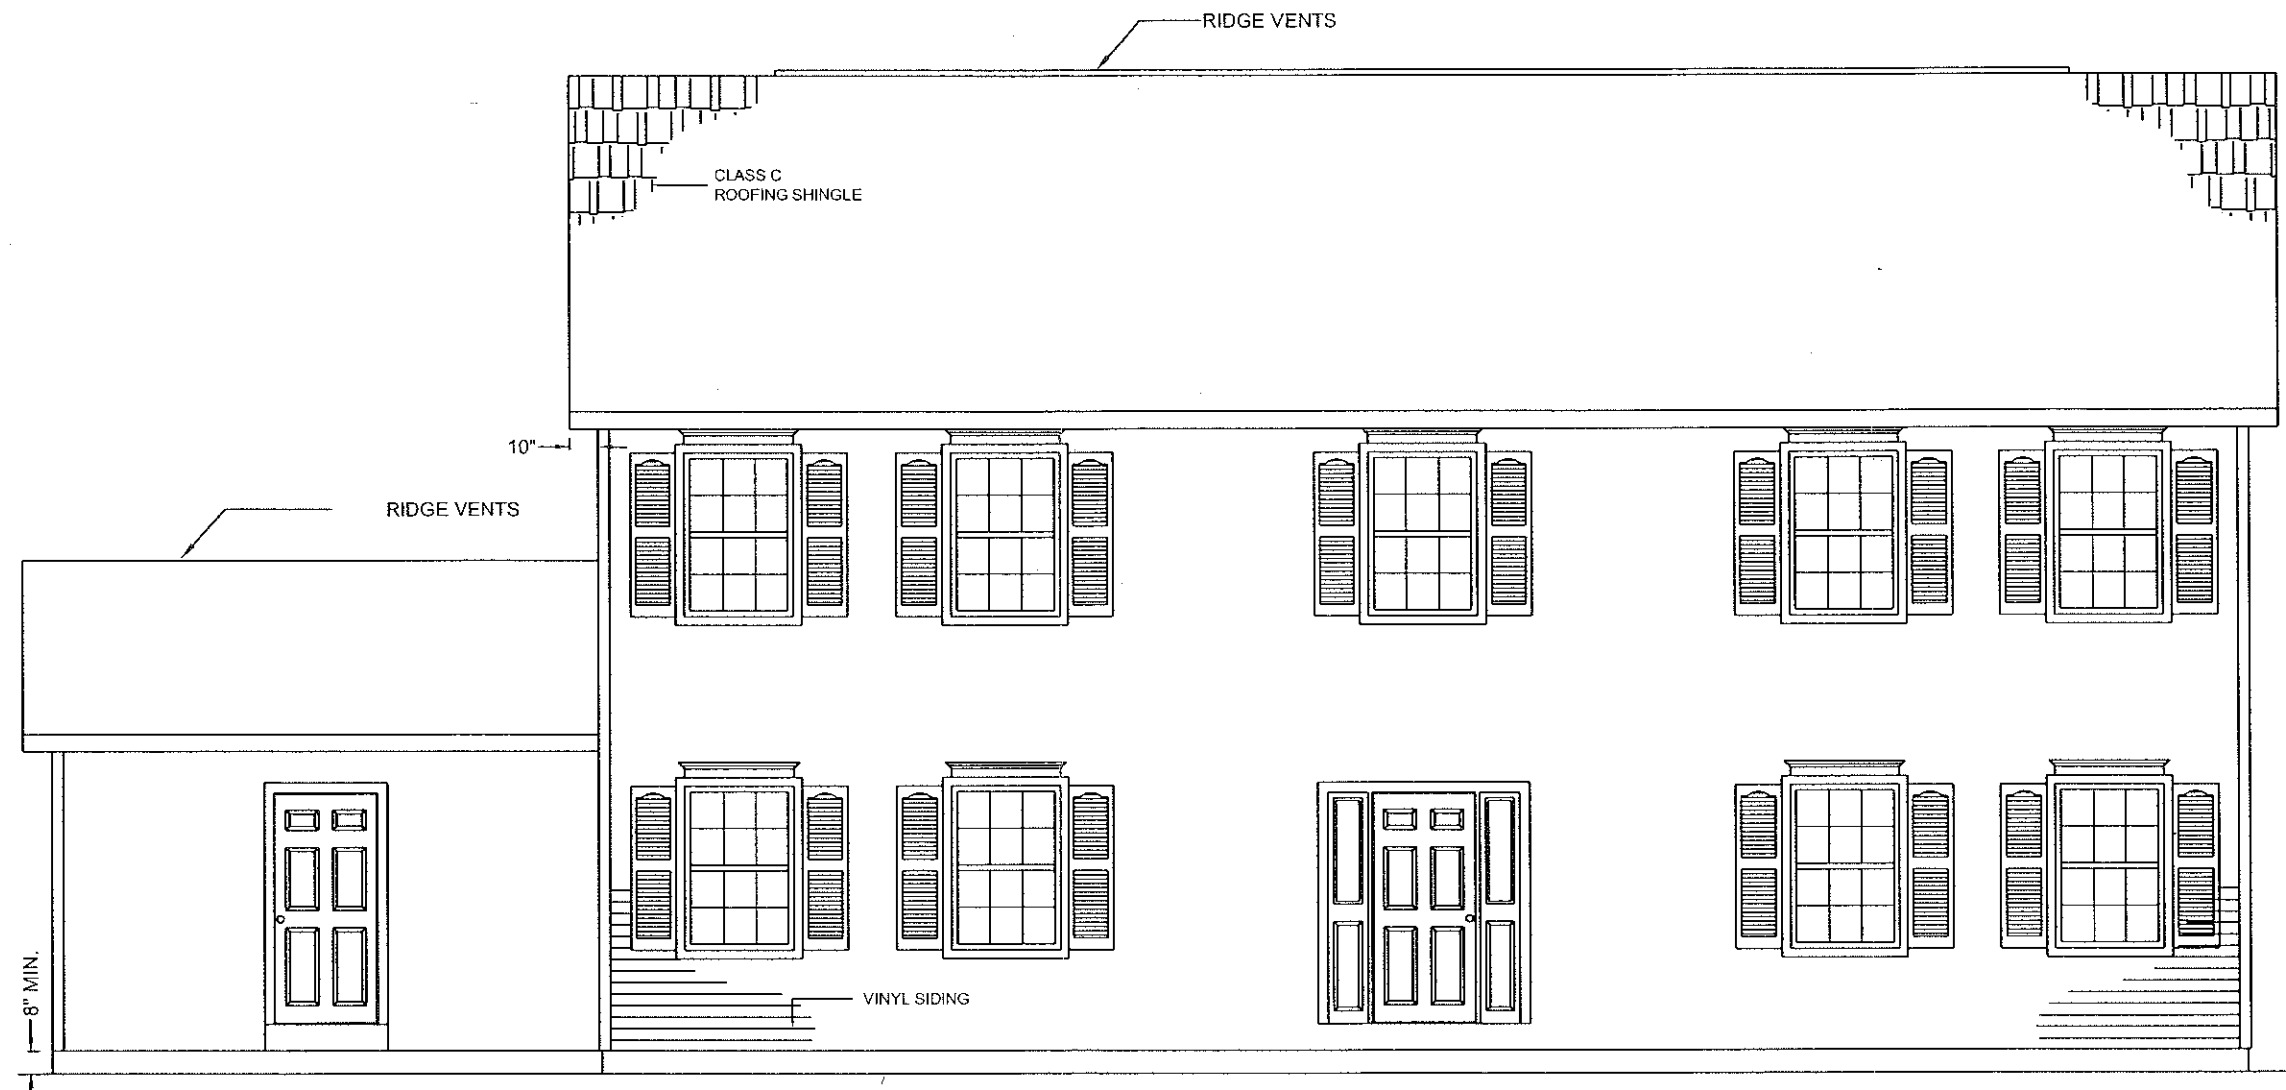 RIDGE VENTS
CLASS C
ROOFING SHINGLE
10"
RIDGE VENTS
8" MIN.
VINYL SIDING